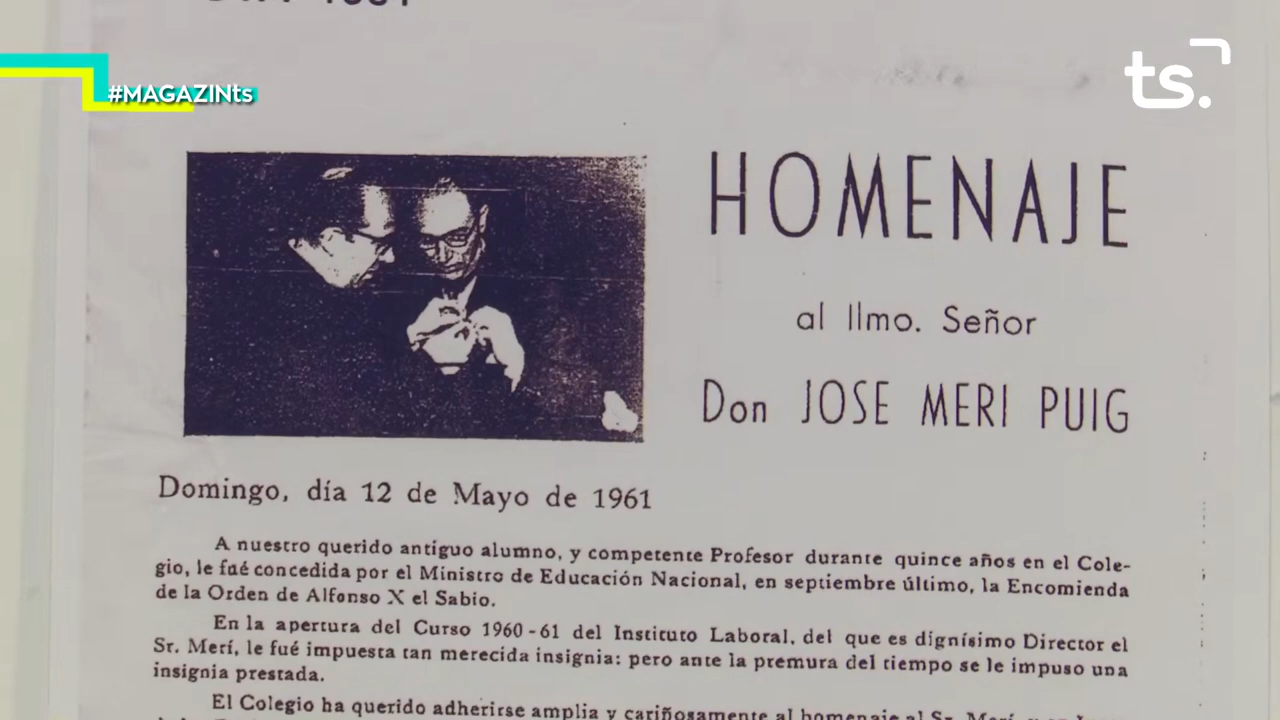 #MAGAZINts
ts.
HOMENAJE
al Ilmo. Señor
Don JOSE MERI PUIG
Domingo, día 12 de Mayo de 1961
A nuestro querido antiguo alumno, y competente Profesor durante quince años en el Cole-
gio, le fué concedida por el Ministro de Educación Nacional, en septiembre último, la Encomienda
de la Orden de Alfonso X el Sabio.
En la apertura del Curso 1960-61 del Instituto Laboral, del que es dignísimo Director el
Sr. Merí, le fué impuesta tan merecida insignia: pero ante la premura del tiempo se le impuso una
insignia prestada.
El Colegio ha querido adherirse amplia y cariñosamente al homenaje al Sr. Merí,